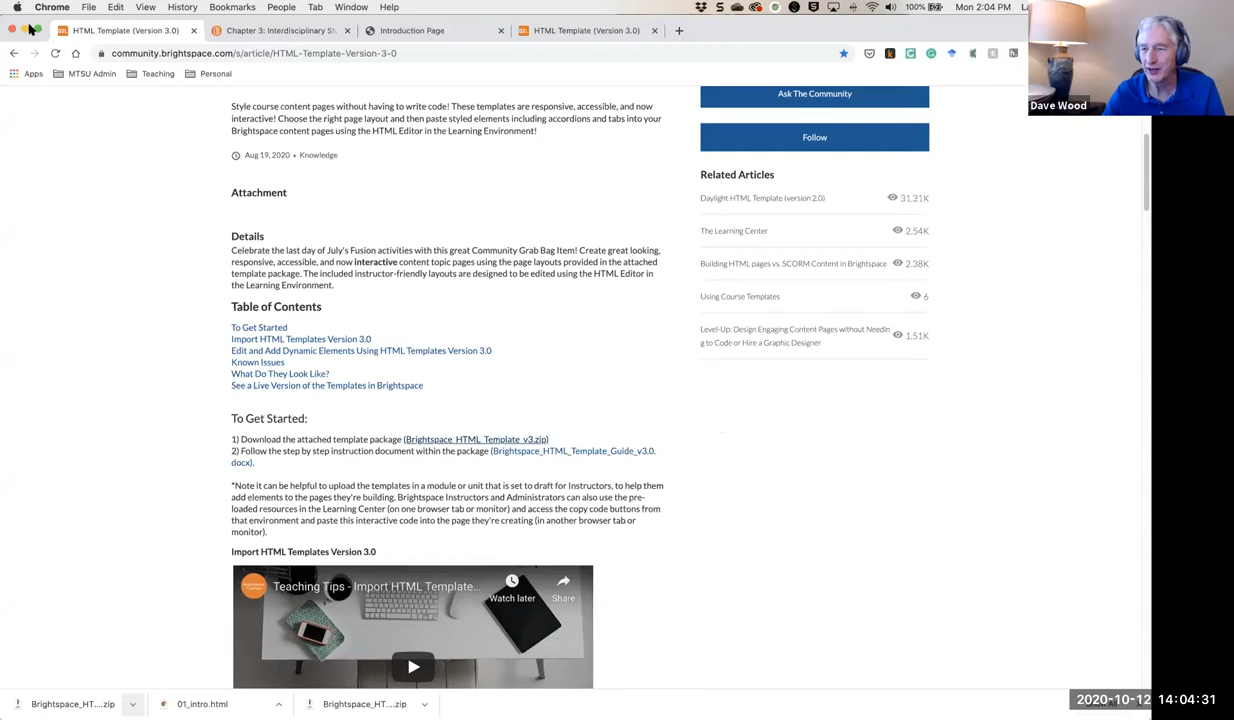 Chrome File Edit View History Bookmarks People Tab Window Help 100% Mon 2:04 PM
HTML Template (Version 3.0) Chapter 3: Interdisciplinary St Introduction Page HTML Template (Version 3.0)
community.brightspace.com/s/article/HTML-Template-Version-3-0
Apps MTSU Admin Teaching Personal
Dave Wood
Style course content pages without having to write code! These templates are responsive, accessible, and now
interactive! Choose the right page layout and then paste styled elements including accordions and tabs into your
Brightspace content pages using the HTML Editor in the Learning Environment!
Aug 19, 2020 • Knowledge
Attachment
Details
Celebrate the last day of July's Fusion activities with this great Community Grab Bag Item! Create great looking,
responsive, accessible, and now interactive content topic pages using the page layouts provided in the attached
template package. The included instructor-friendly layouts are designed to be edited using the HTML Editor in
the Learning Environment.
Table of Contents
To Get Started
Import HTML Templates Version 3.0
Edit and Add Dynamic Elements Using HTML Templates Version 3.0
Known Issues
What Do They Look Like?
See a Live Version of the Templates in Brightspace
To Get Started:
1) Download the attached template package (Brightspace_HTML_Template_v3.zip)
2) Follow the step by step instruction document within the package (Brightspace_HTML_Template_Guide_v3.0.
docx).
*Note it can be helpful to upload the templates in a module or unit that is set to draft for Instructors, to help them
add elements to the pages they're building. Brightspace Instructors and Administrators can also use the pre-
loaded resources in the Learning Center (on one browser tab or monitor) and access the copy code buttons from
that environment and paste this interactive code into the page they're creating (in another browser tab or
monitor).
Import HTML Templates Version 3.0
Teaching Tips - Import HTML Template...
Watch later Share
Ask The Community
Follow
Related Articles
Daylight HTML Template (version 2.0) 31.31K
The Learning Center 2.54K
Building HTML pages vs. SCORM Content in Brightspace 2.38K
Using Course Templates 6
Level-Up: Design Engaging Content Pages without Needin
g to Code or Hire a Graphic Designer 1.51K
Brightspace_HT....zip 01_intro.html Brightspace_HT....zip
2020-10-12 14:04:31